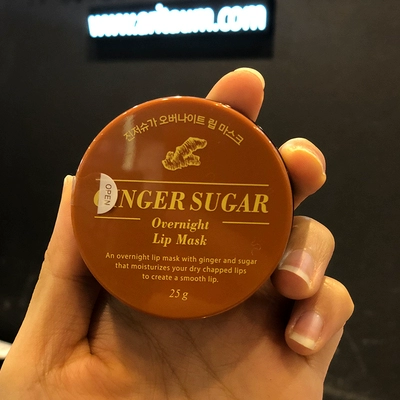 www.arisaum.com
진저슈가 오버나이트 립 마스크
OPEN
GINGER SUGAR
Overnight
Lip Mask
An overnight lip mask with ginger and sugar
that moisturizes your dry chapped lips
to create a smooth lip.
25 g